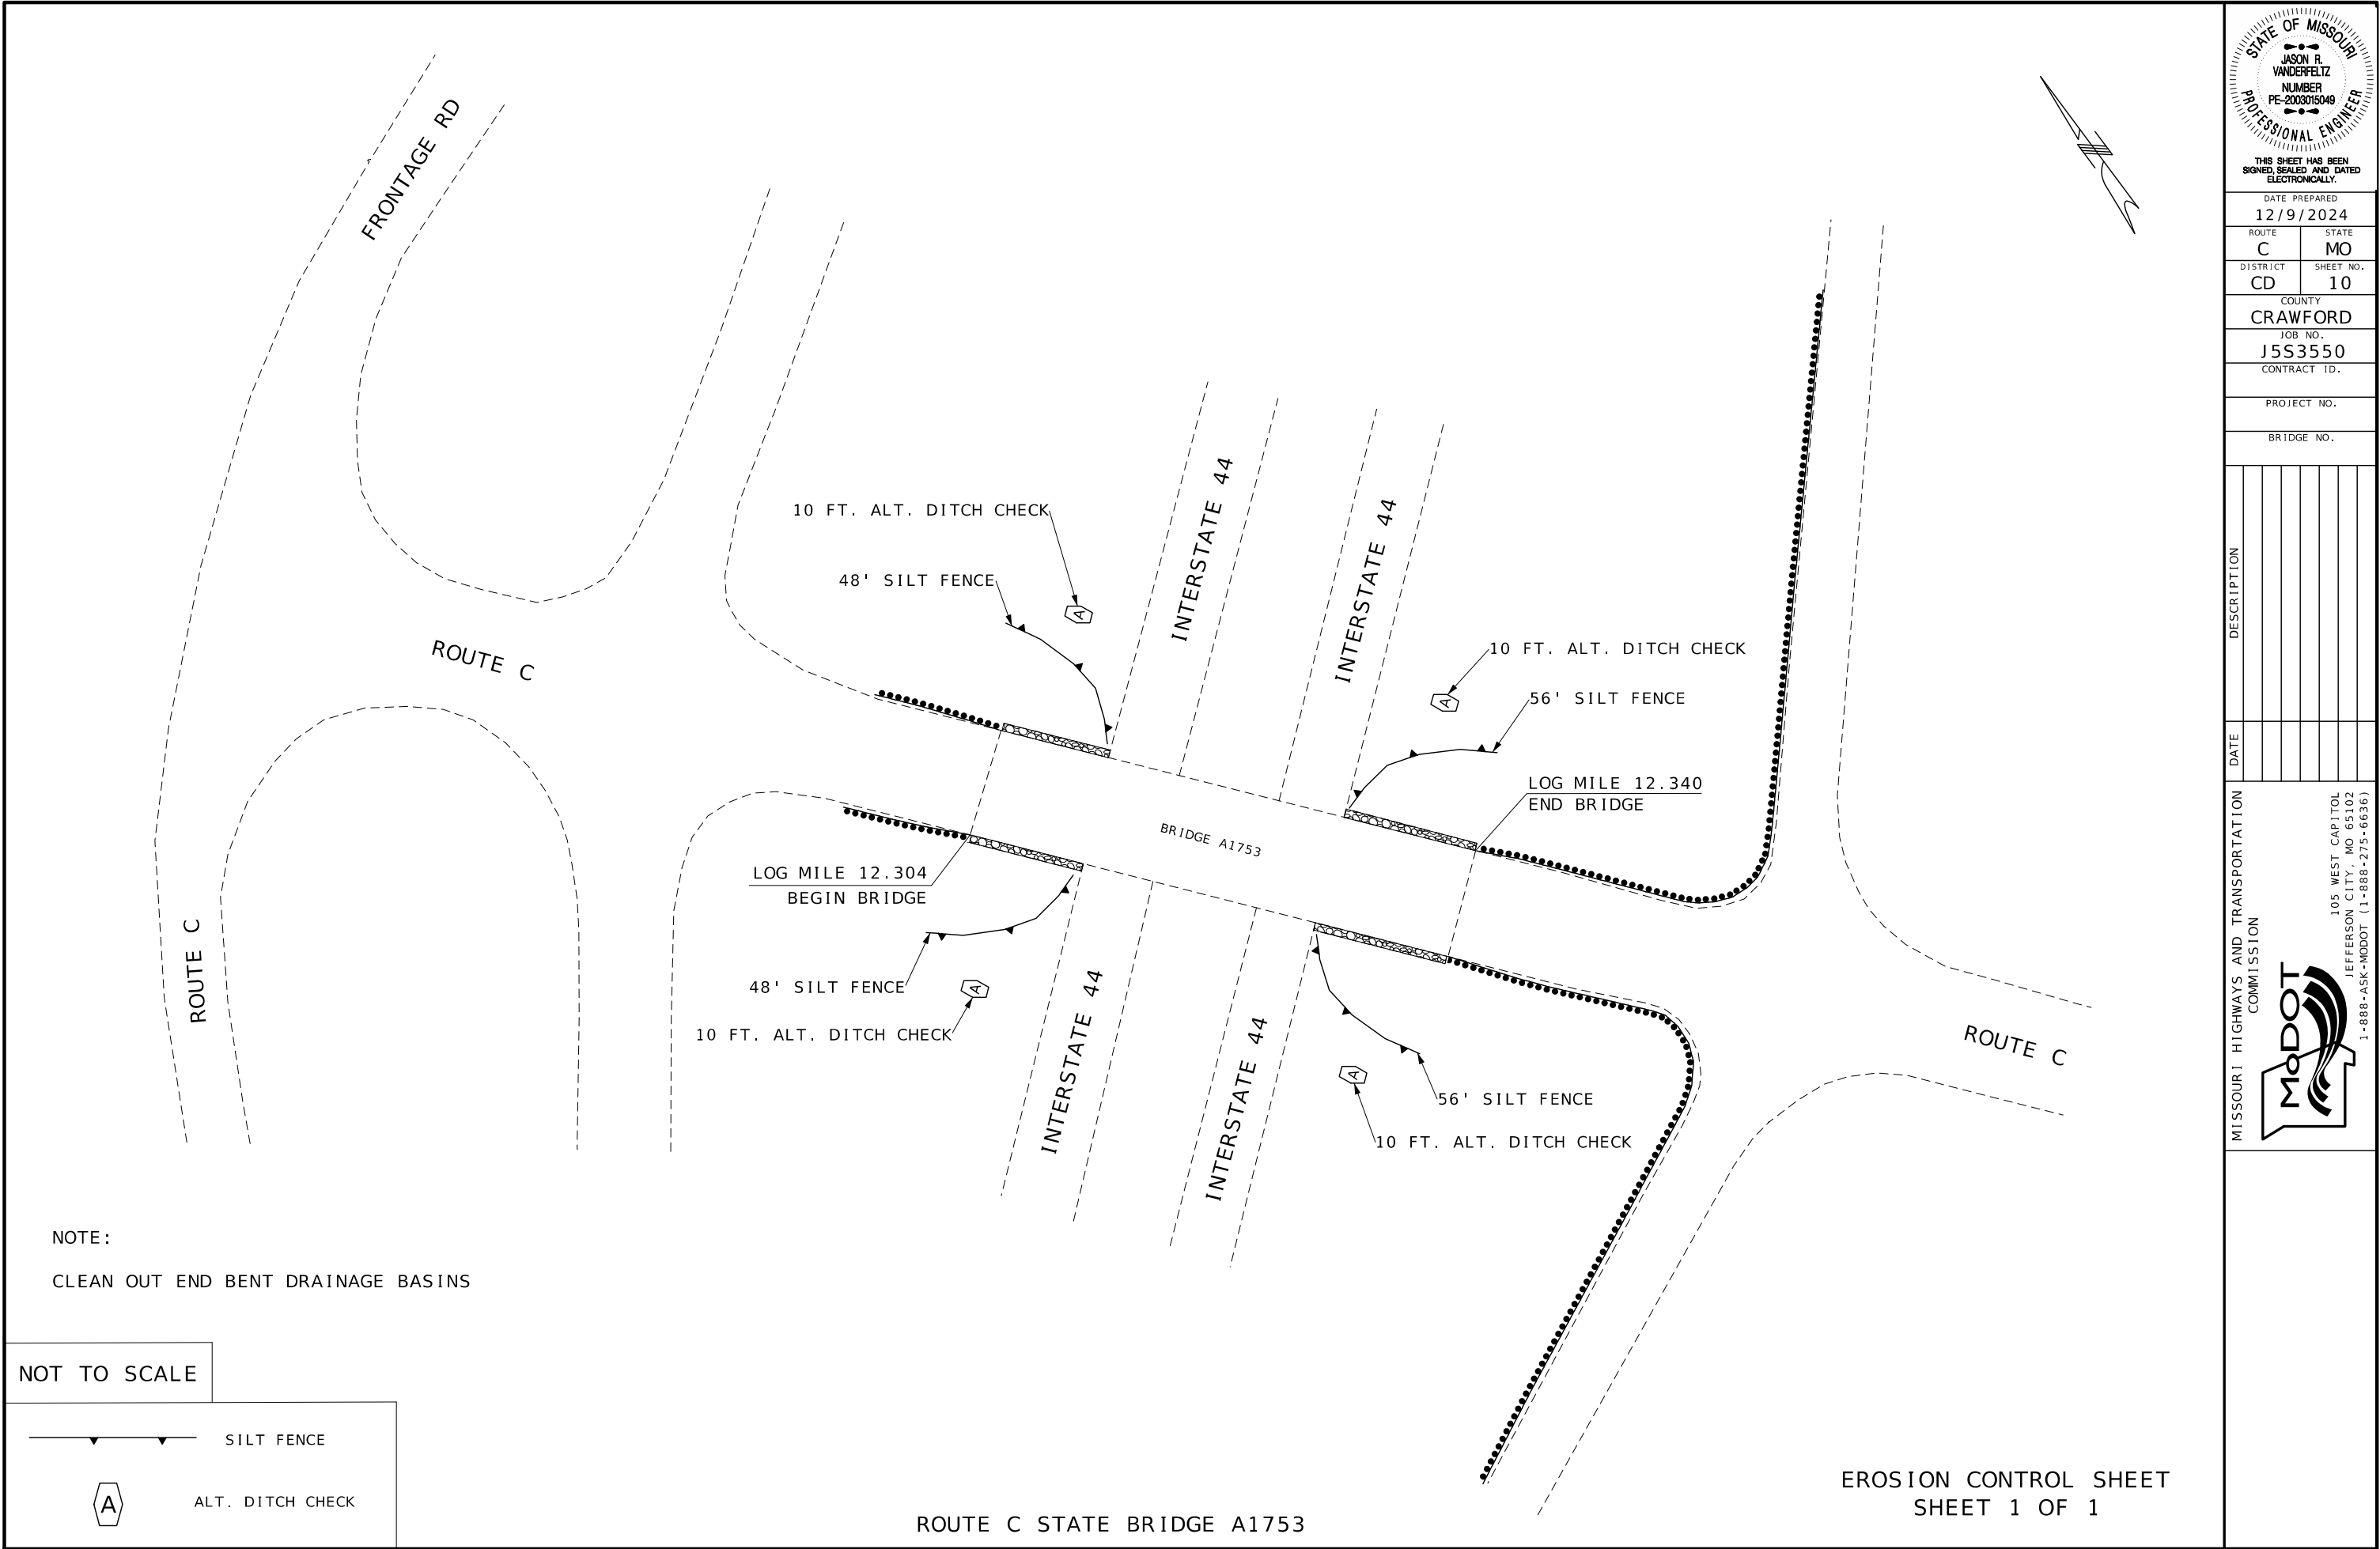 FRONTAGE RD
10 FT. ALT. DITCH CHECK
48' SILT FENCE
INTERSTATE 44
INTERSTATE 44
10 FT. ALT. DITCH CHECK
56' SILT FENCE
ROUTE C
LOG MILE 12.340
END BRIDGE
BRIDGE A1753
LOG MILE 12.304
BEGIN BRIDGE
ROUTE C
48' SILT FENCE
10 FT. ALT. DITCH CHECK
INTERSTATE 44
INTERSTATE 44
56' SILT FENCE
10 FT. ALT. DITCH CHECK
ROUTE C
NOTE:
CLEAN OUT END BENT DRAINAGE BASINS
NOT TO SCALE
SILT FENCE
A
ALT. DITCH CHECK
A
A
A
A
ROUTE C STATE BRIDGE A1753
EROSION CONTROL SHEET
SHEET 1 OF 1
STATE OF MISSOURI
JASON R.
VANDERFELTZ
NUMBER
PE-2003015049
PROFESSIONAL ENGINEER
THIS SHEET HAS BEEN
SIGNED, SEALED AND DATED
ELECTRONICALLY.
DATE PREPARED
12/9/2024
ROUTE
C
STATE
MO
DISTRICT
CD
SHEET NO.
10
COUNTY
CRAWFORD
JOB NO.
J5S3550
CONTRACT ID.
PROJECT NO.
BRIDGE NO.
DESCRIPTION
DATE
MISSOURI HIGHWAYS AND TRANSPORTATION
COMMISSION
MoDOT
105 WEST CAPITOL
JEFFERSON CITY, MO 65102
1-888-ASK-MODOT (1-888-275-6636)